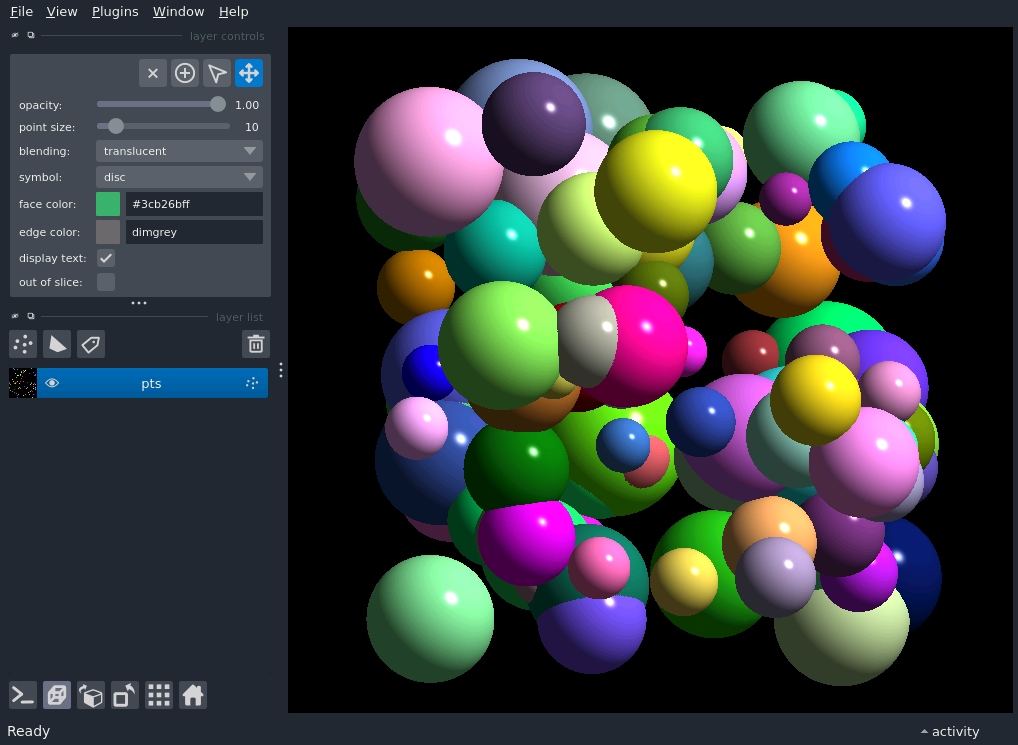 File View Plugins Window Help
layer controls
opacity: 1.00
point size: 10
blending: translucent
symbol: disc
face color: #3cb26bff
edge color: dimgrey
display text:
out of slice:
layer list
pts
Ready
activity